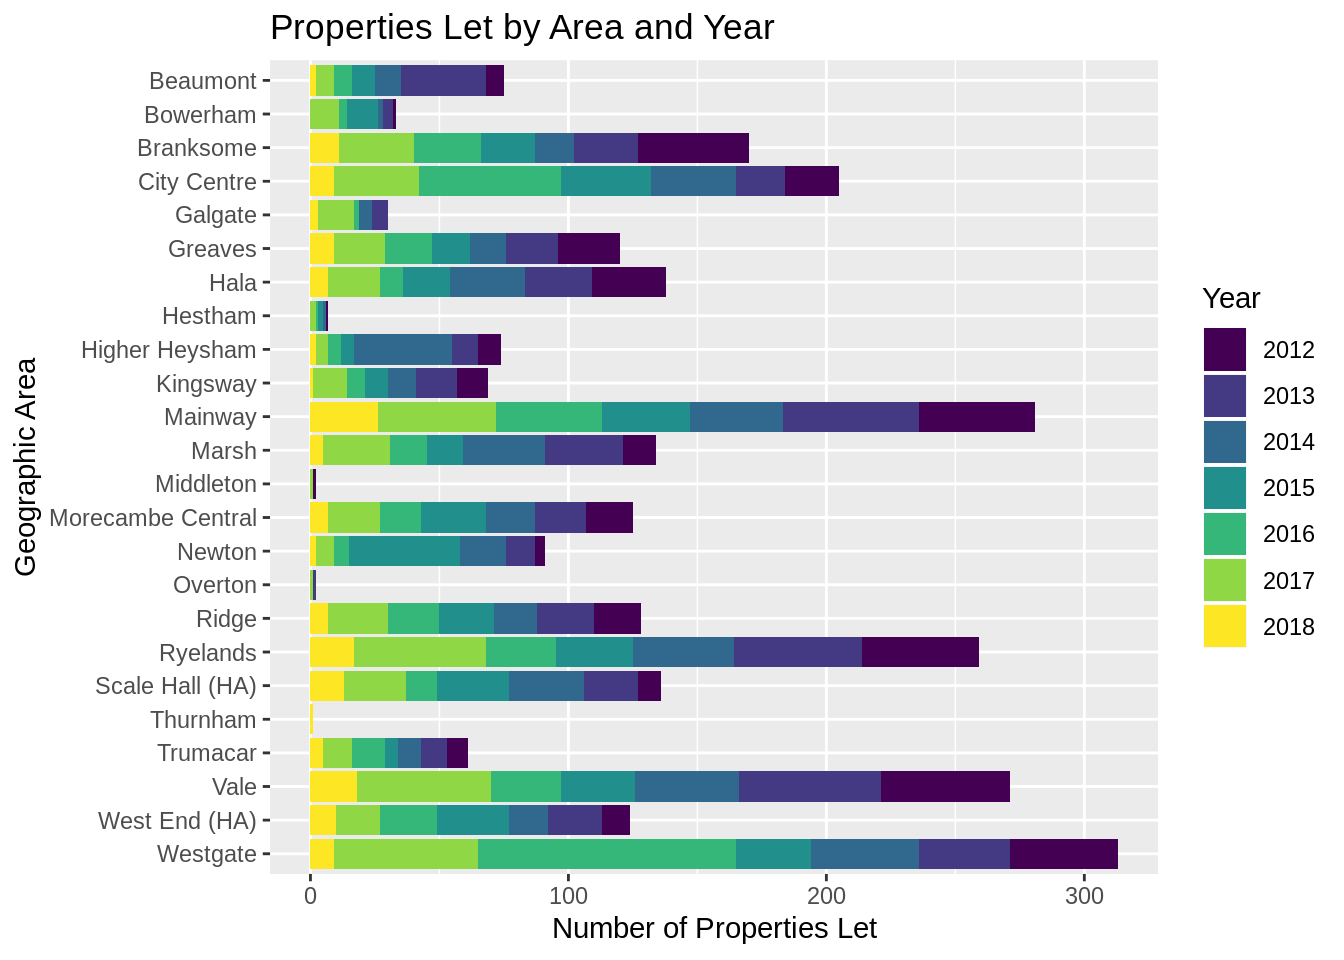 Properties Let by Area and Year
Geographic Area
Beaumont
Bowerham
Branksome
City Centre
Galgate
Greaves
Hala
Hestham
Higher Heysham
Kingsway
Mainway
Marsh
Middleton
Morecambe Central
Newton
Overton
Ridge
Ryelands
Scale Hall (HA)
Thurnham
Trumacar
Vale
West End (HA)
Westgate
0 100 200 300
Number of Properties Let
Year
2012
2013
2014
2015
2016
2017
2018